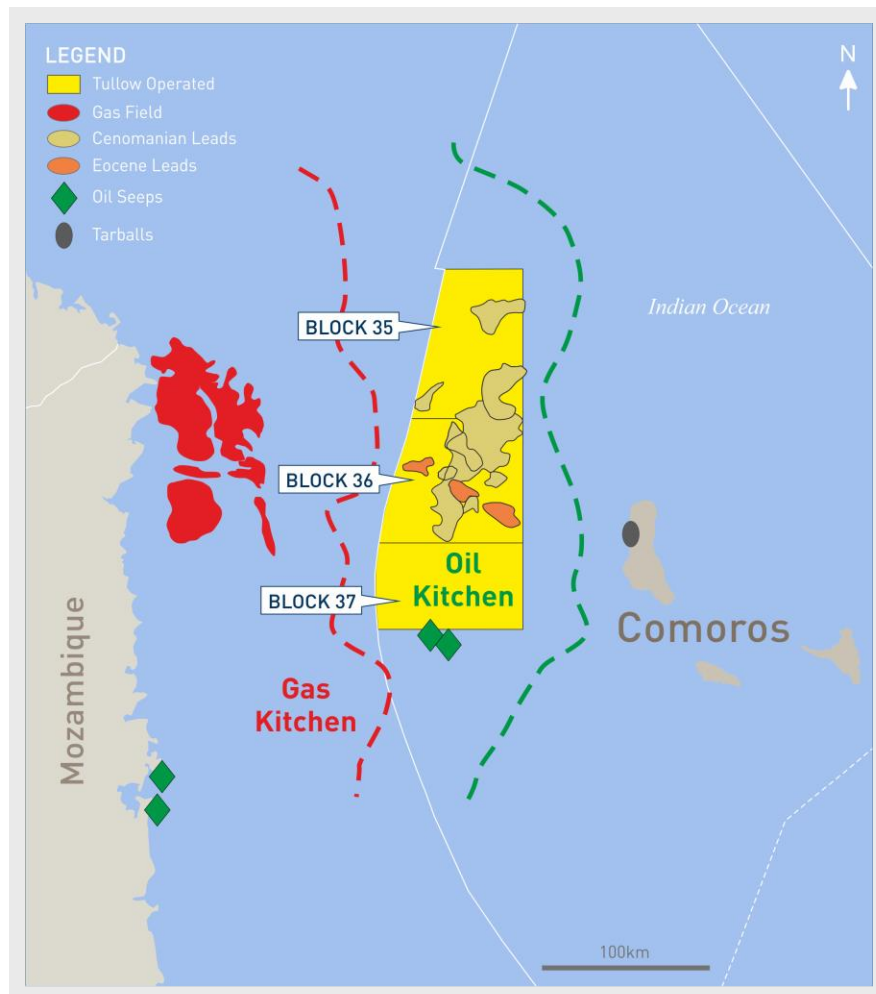 LEGEND
Tullow Operated
Gas Field
Cenomanian Leads
Eocene Leads
Oil Seeps
Tarballs
N
Indian Ocean
BLOCK 35
BLOCK 36
BLOCK 37
Oil
Kitchen
Gas
Kitchen
Comoros
Mozambique
100km